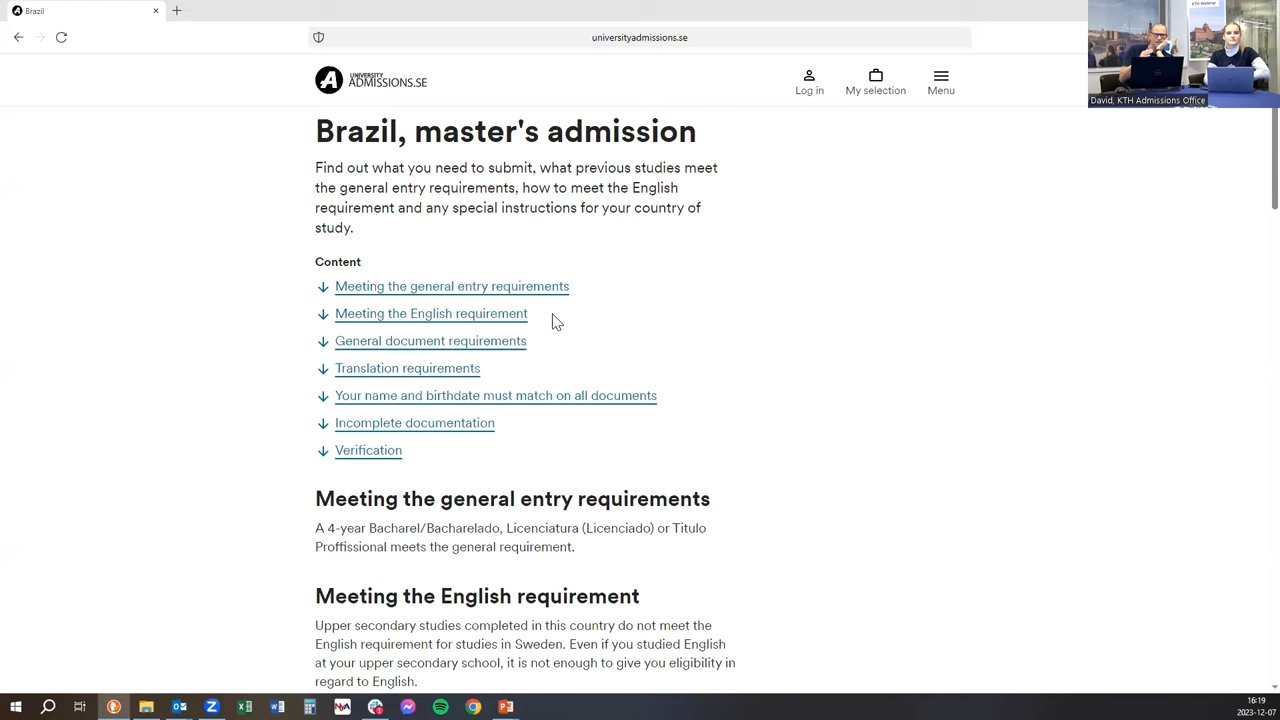 Brazil
universityadmissions.se
KTH Webinar
David, KTH Admissions Office
A
UNIVERSITY
ADMISSIONS.SE
Log in
My selection
Menu
Brazil, master's admission
Find out what you need to submit, what previous studies meet
the general entry requirements, how to meet the English
requirement and any special instructions for your country of
study.
Content
Meeting the general entry requirements
Meeting the English requirement
General document requirements
Translation requirements
Your name and birthdate must match on all documents
Incomplete documentation
Verification
Meeting the general entry requirements
A 4-year Bacharel/Bacharelado, Licenciatura (Licenciado) or Titulo
Proffissional meets the general requirement.
Meeting the English requirement
Upper secondary studies completed in this country do not meet the
English requirement for studies in Sweden. Even if you studied English
at your upper secondary school, it is not enough to give you eligibility in
regard to English.
16:19
2023-12-07